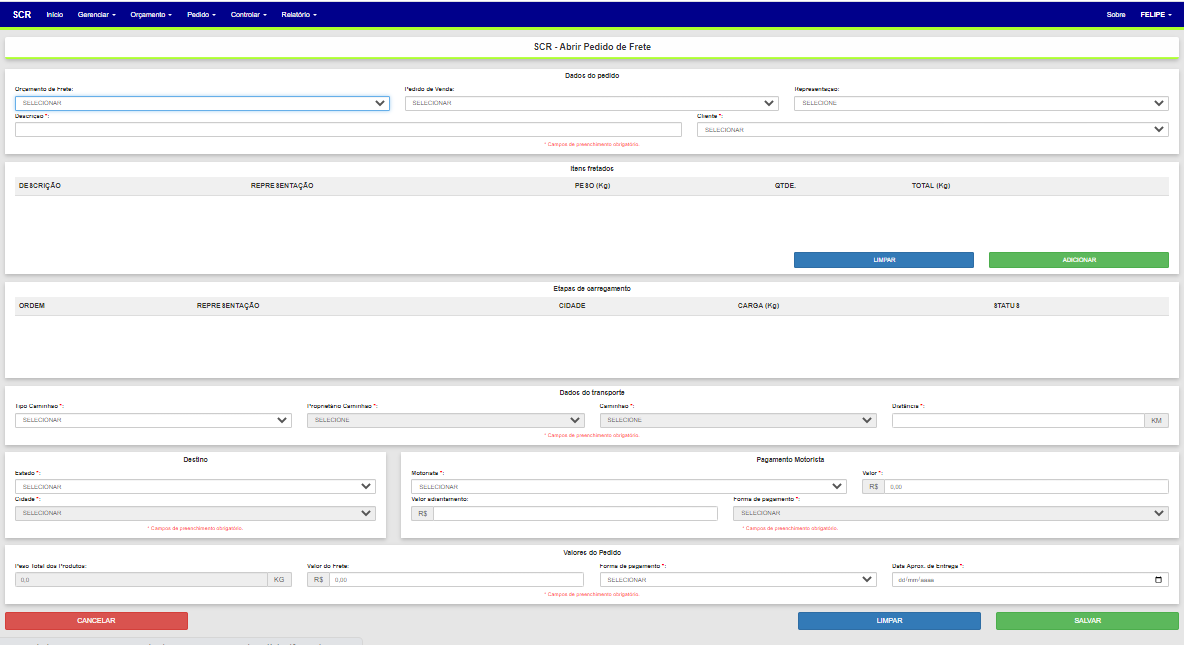 SCR Início Gerenciar Orçamento Pedido Controlar Relatório Sobre FELIPE
SCR - Abrir Pedido de Frete
Dados do pedido
Orçamento de Frete: Pedido de Venda: Representação:
SELECIONAR SELECIONAR SELECIONE
Descrição *: Cliente *:
SELECIONAR
* Campos de preenchimento obrigatório.
Itens fretados
DESCRIÇÃO REPRESENTAÇÃO PESO (Kg) QTDE. TOTAL (Kg)
LIMPAR ADICIONAR
Etapas de carregamento
ORDEM REPRESENTAÇÃO CIDADE CARGA (Kg) STATUS
Dados do transporte
Tipo Caminhão *: Proprietário Caminhão *: Caminhão *: Distância *:
SELECIONAR SELECIONE SELECIONE KM
* Campos de preenchimento obrigatório.
Destino
Estado *:
SELECIONAR
Cidade *:
SELECIONAR
* Campos de preenchimento obrigatório.
Pagamento Motorista
Motorista *: Valor *:
SELECIONAR R$ 0,00
Valor adiantamento: Forma de pagamento *:
R$ SELECIONAR
* Campos de preenchimento obrigatório.
Valores do Pedido
Peso Total dos Produtos: Valor do Frete: Forma de pagamento *: Data Aprox. de Entrega *:
0,0 KG R$ 0,00 SELECIONAR dd/mm/aaaa
* Campos de preenchimento obrigatório.
CANCELAR LIMPAR SALVAR